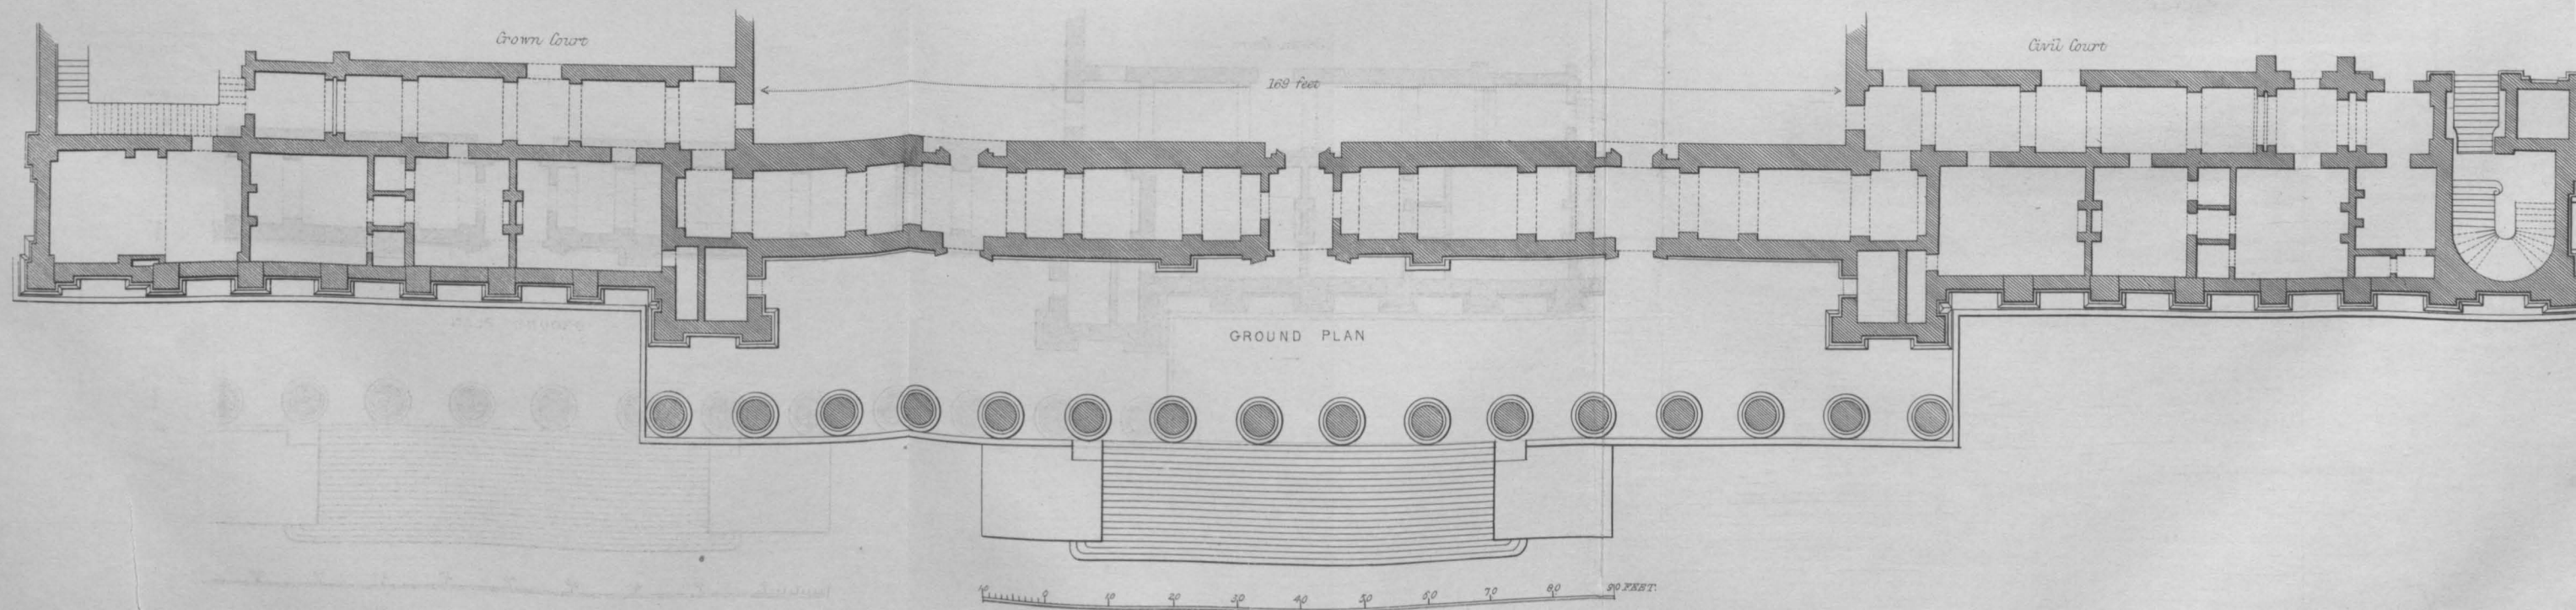 Crown Court
Civil Court
169 feet
GROUND PLAN
10 0 10 20 30 40 50 60 70 80 90 FEET.